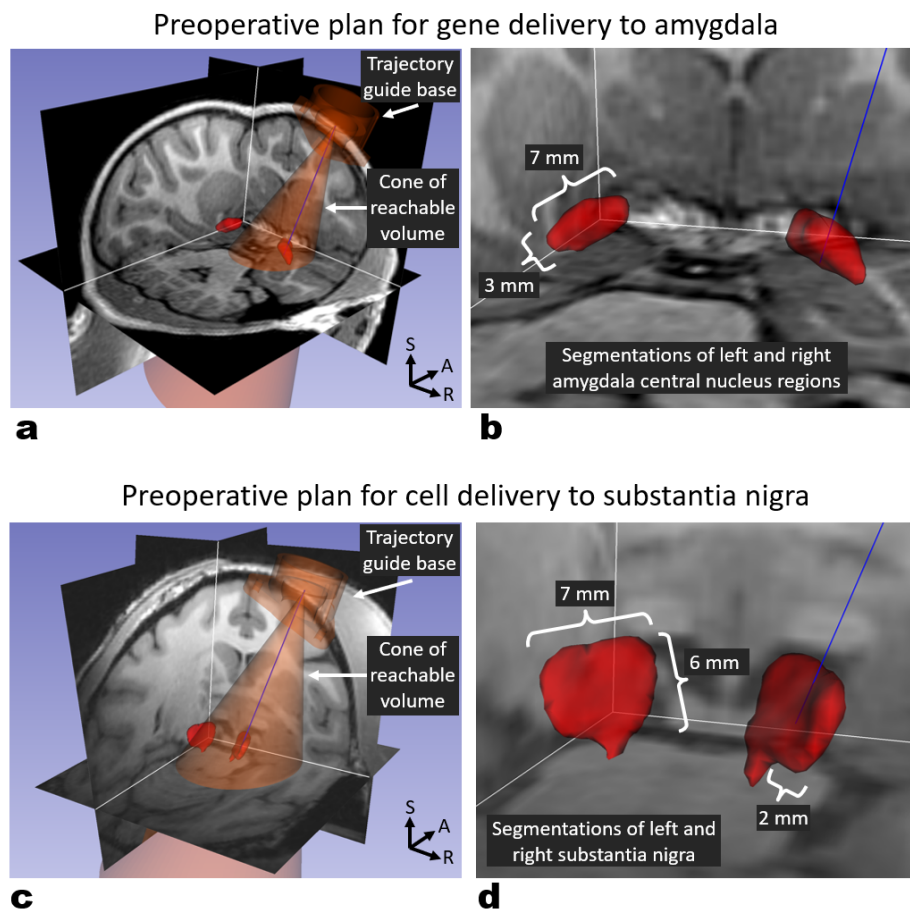 Preoperative plan for gene delivery to amygdala
Trajectory
guide base
Cone of
reachable
volume
S
A
R
a
7 mm
3 mm
Segmentations of left and right
amygdala central nucleus regions
b
Preoperative plan for cell delivery to substantia nigra
Trajectory
guide base
Cone of
reachable
volume
S
A
R
c
7 mm
6 mm
2 mm
Segmentations of left and
right substantia nigra
d